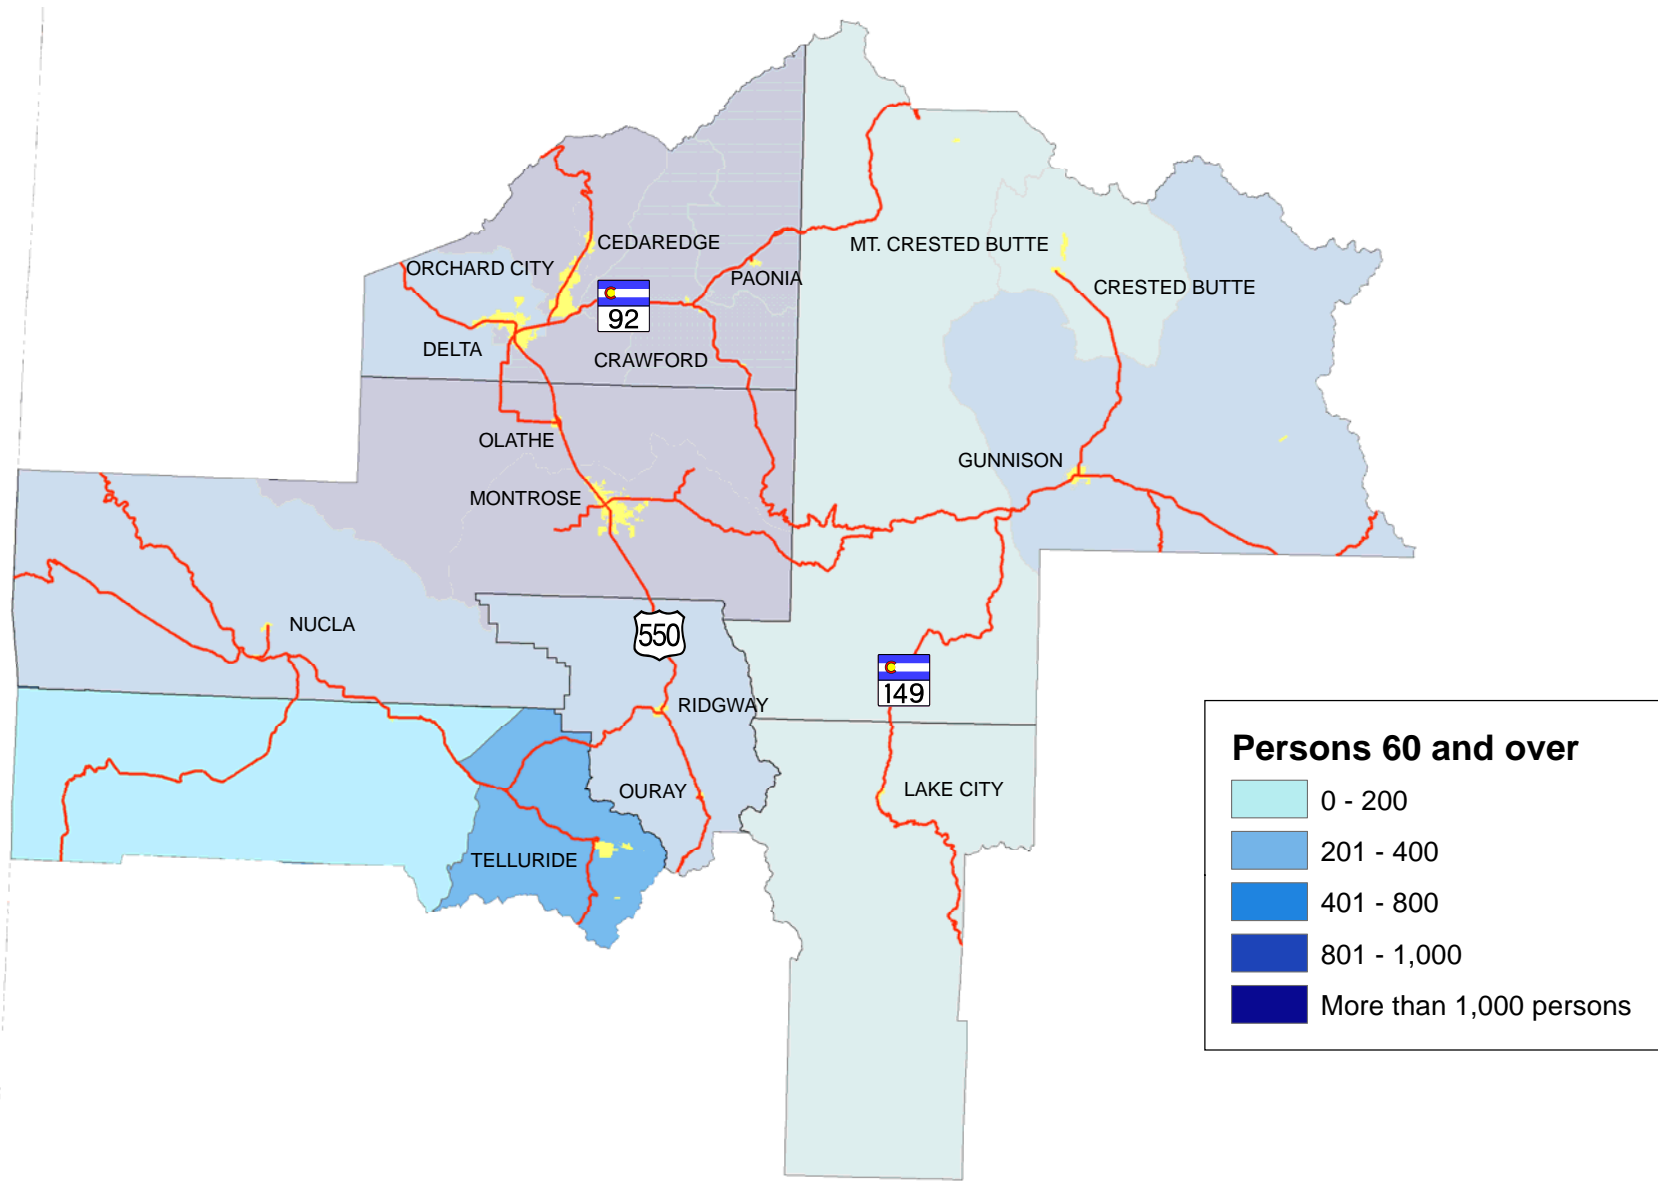 CEDAREDGE
MT. CRESTED BUTTE
ORCHARD CITY
PAONIA
CRESTED BUTTE
C
92
DELTA
CRAWFORD
OLATHE
GUNNISON
MONTROSE
NUCLA
550
C
149
RIDGWAY
OURAY
LAKE CITY
TELLURIDE
Persons 60 and over
0 - 200
201 - 400
401 - 800
801 - 1,000
More than 1,000 persons